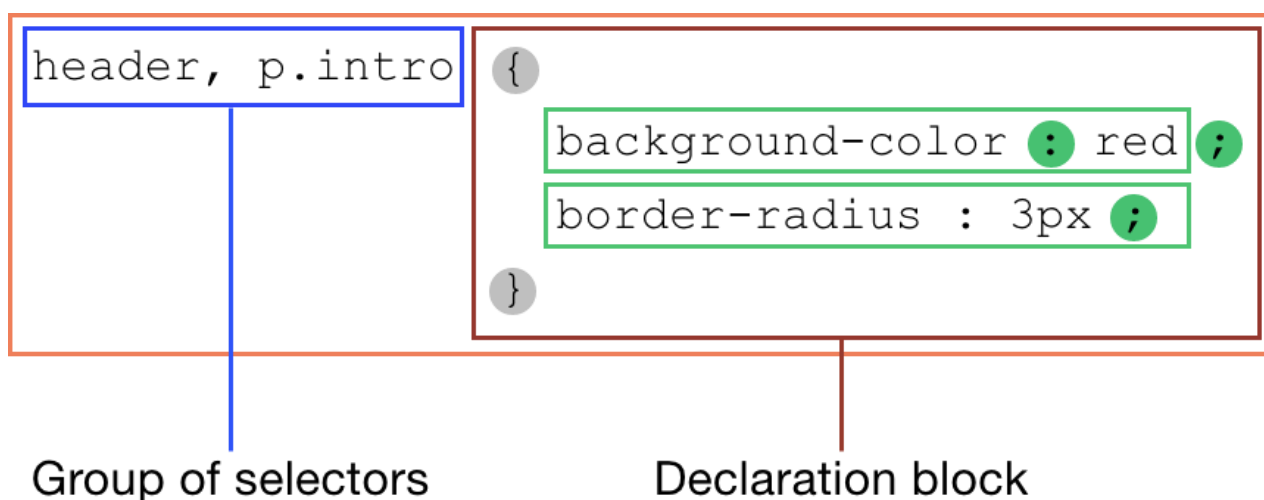 header, p.intro {
background-color : red ;
border-radius : 3px ;
}
Group of selectors
Declaration block